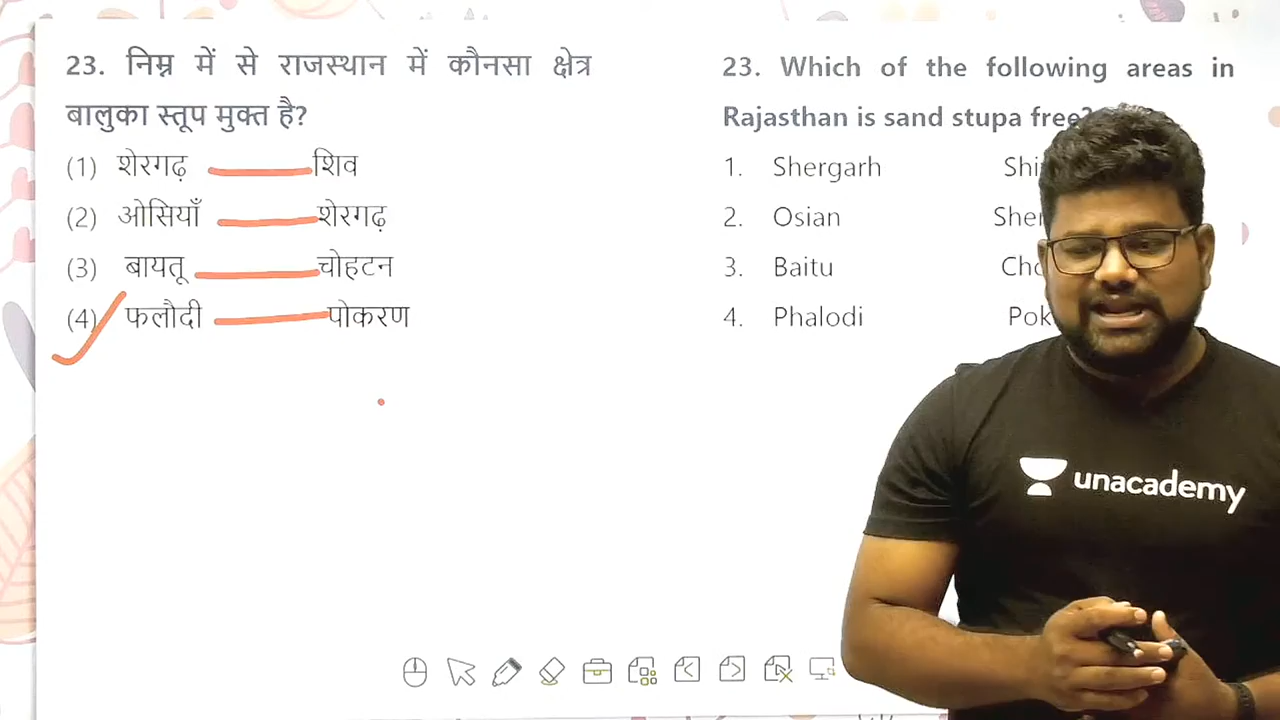 23. निम्न में से राजस्थान में कौनसा क्षेत्र
बालुका स्तूप मुक्त है?
(1) शेरगढ़ शिव
(2) ओसियाँ शेरगढ़
(3) बायतू चोहटन
(4) फलौदी पोकरण
23. Which of the following areas in
Rajasthan is sand stupa free?
1. Shergarh
2. Osian
3. Baitu
4. Phalodi
unacademy